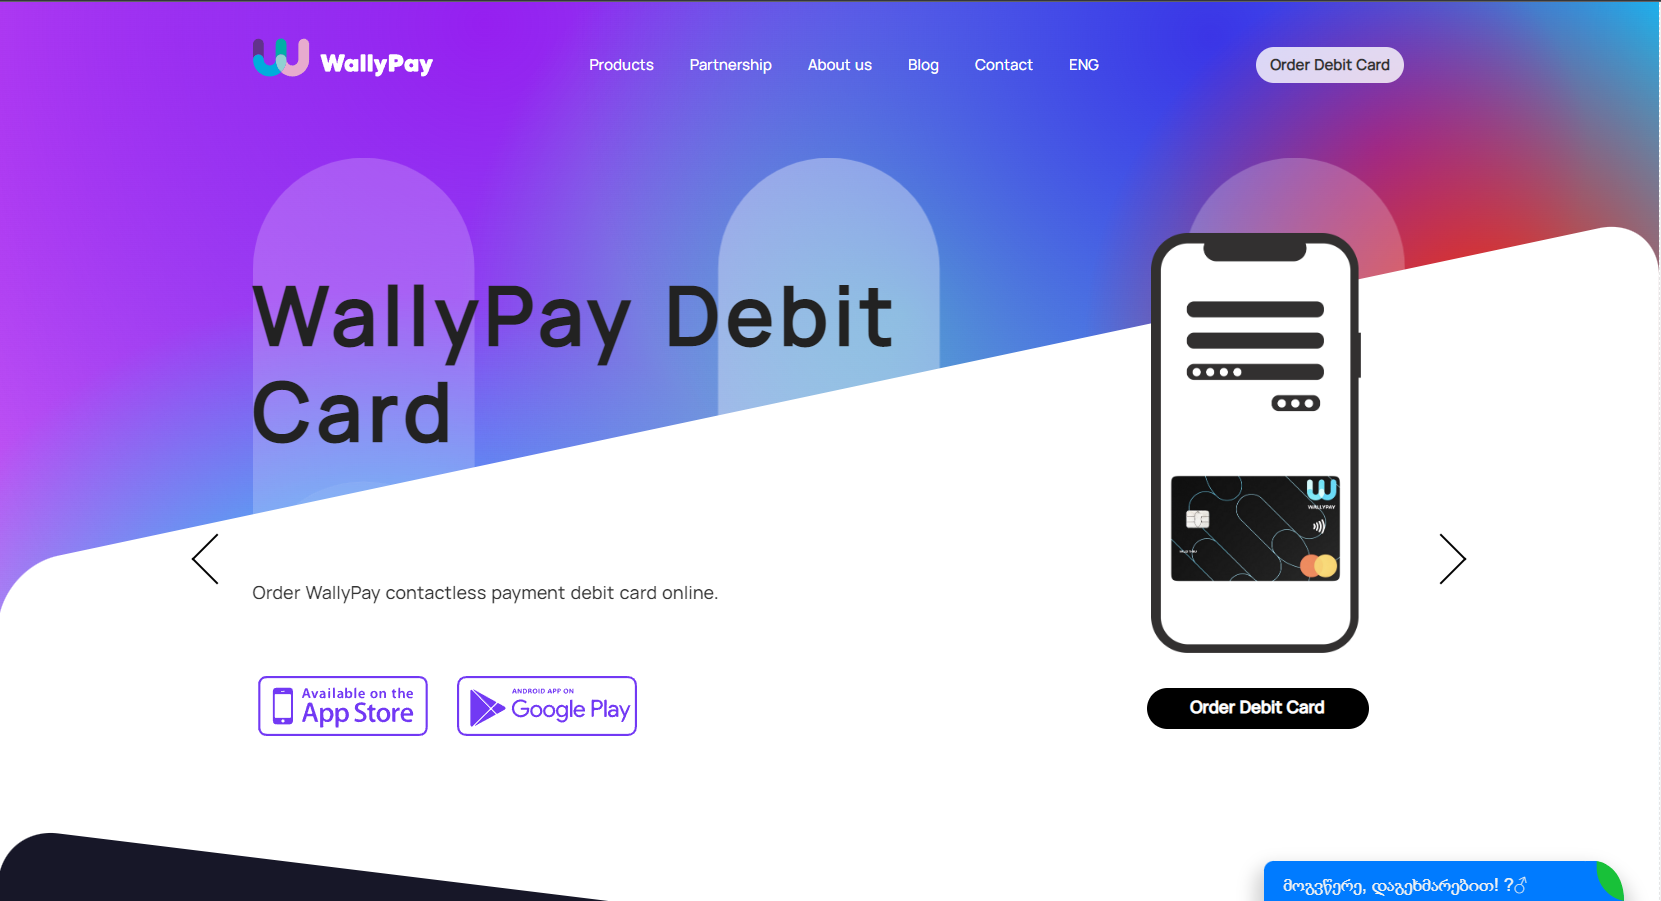 WallyPay
Products
Partnership
About us
Blog
Contact
ENG
Order Debit Card
WallyPay Debit
Card
WALLYPAY
Order WallyPay contactless payment debit card online.
Available on the
App Store
ANDROID APP ON
Google Play
Order Debit Card
მოგვწერე, დაგეხმარებით! ?♂